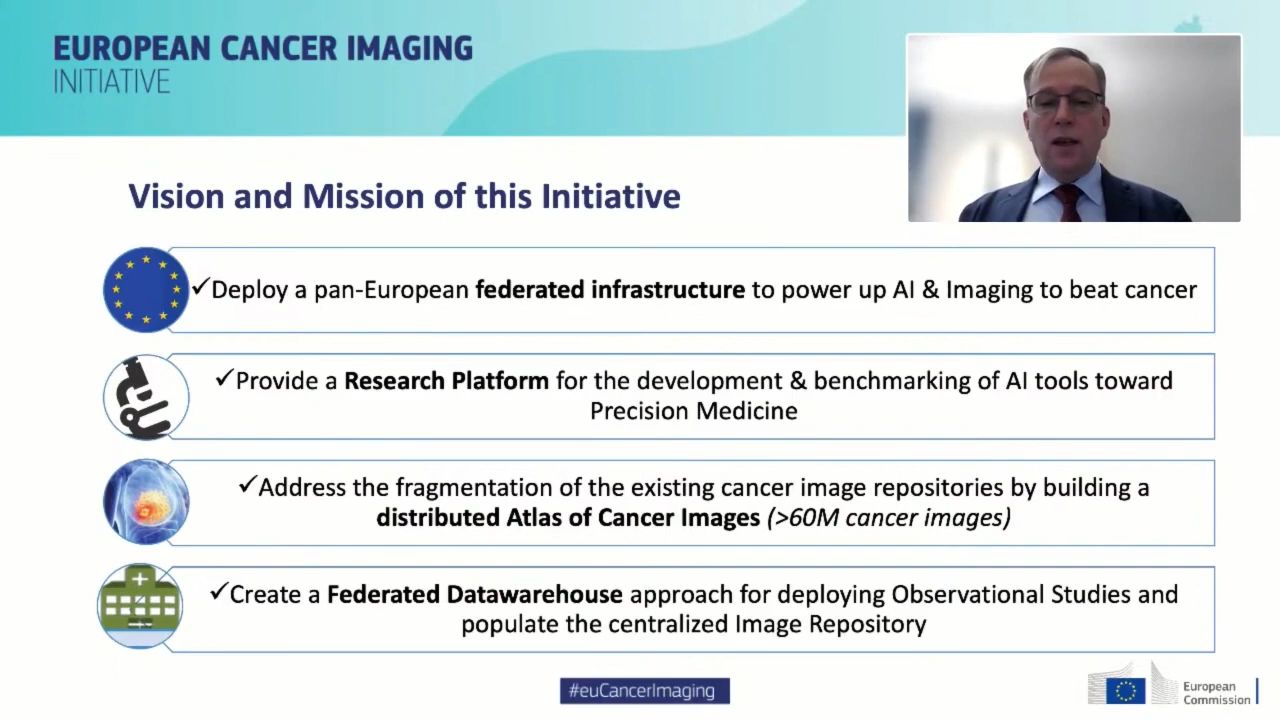 EUROPEAN CANCER IMAGING
INITIATIVE
Vision and Mission of this Initiative
✓Deploy a pan-European federated infrastructure to power up AI & Imaging to beat cancer
✓Provide a Research Platform for the development & benchmarking of AI tools toward
Precision Medicine
✓Address the fragmentation of the existing cancer image repositories by building a
distributed Atlas of Cancer Images (>60M cancer images)
✓Create a Federated Datawarehouse approach for deploying Observational Studies and
populate the centralized Image Repository
#euCancerImaging
European
Commission